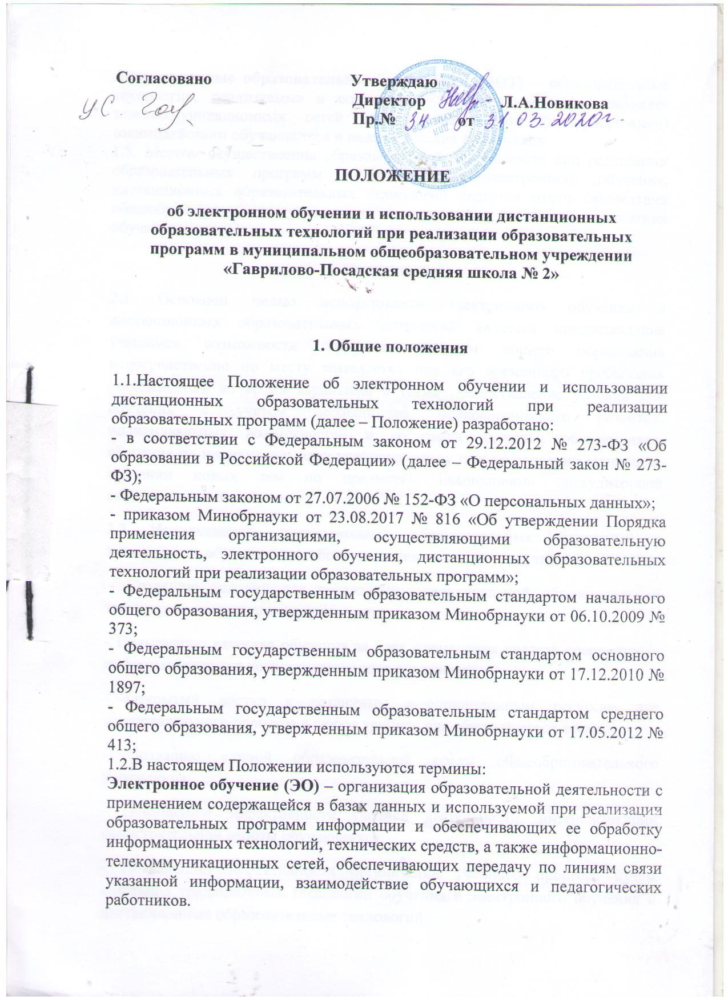 Согласовано Утверждаю
Директор Л.А.Новикова
УС Пр.№ 34 от 31.03.2020г
ДЛЯ ДОКУМЕНТОВ
ПОЛОЖЕНИЕ
об электронном обучении и использовании дистанционных
образовательных технологий при реализации образовательных
программ в муниципальном общеобразовательном учреждении
«Гаврилово-Посадская средняя школа № 2»
1. Общие положения
1.1.Настоящее Положение об электронном обучении и использовании
дистанционных образовательных технологий при реализации
образовательных программ (далее – Положение) разработано:
- в соответствии с Федеральным законом от 29.12.2012 № 273-ФЗ «Об
образовании в Российской Федерации» (далее – Федеральный закон № 273-
ФЗ);
- Федеральным законом от 27.07.2006 № 152-ФЗ «О персональных данных»;
- приказом Минобрнауки от 23.08.2017 № 816 «Об утверждении Порядка
применения организациями, осуществляющими образовательную
деятельность, электронного обучения, дистанционных образовательных
технологий при реализации образовательных программ»;
- Федеральным государственным образовательным стандартом начального
общего образования, утвержденным приказом Минобрнауки от 06.10.2009 №
373;
- Федеральным государственным образовательным стандартом основного
общего образования, утвержденным приказом Минобрнауки от 17.12.2010 №
1897;
- Федеральным государственным образовательным стандартом среднего
общего образования, утвержденным приказом Минобрнауки от 17.05.2012 №
413;
1.2.В настоящем Положении используются термины:
Электронное обучение (ЭО) – организация образовательной деятельности с
применением содержащейся в базах данных и используемой при реализации
образовательных программ информации и обеспечивающих ее обработку
информационных технологий, технических средств, а также информационно-
телекоммуникационных сетей, обеспечивающих передачу по линиям связи
указанной информации, взаимодействие обучающихся и педагогических
работников.